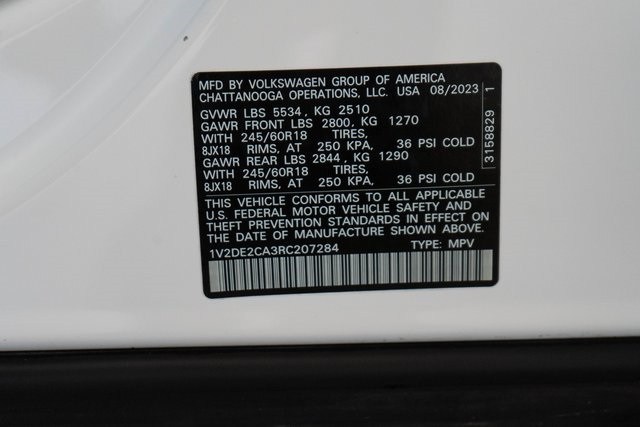 MFD BY VOLKSWAGEN GROUP OF AMERICA
CHATTANOOGA OPERATIONS, LLC. USA 08/2023
GVWR LBS 5534, KG 2510
GAWR FRONT LBS 2800, KG 1270
WITH 245/60R18 TIRES,
8JX18 RIMS, AT 250 KPA, 36 PSI COLD
GAWR REAR LBS 2844, KG 1290
WITH 245/60R18 TIRES,
8JX18 RIMS, AT 250 KPA, 36 PSI COLD
THIS VEHICLE CONFORMS TO ALL APPLICABLE
U.S. FEDERAL MOTOR VEHICLE SAFETY AND
THEFT PREVENTION STANDARDS IN EFFECT ON
THE DATE OF MANUFACTURE SHOWN ABOVE.
1V2DE2CA3RC207284 TYPE: MPV
3158829 1